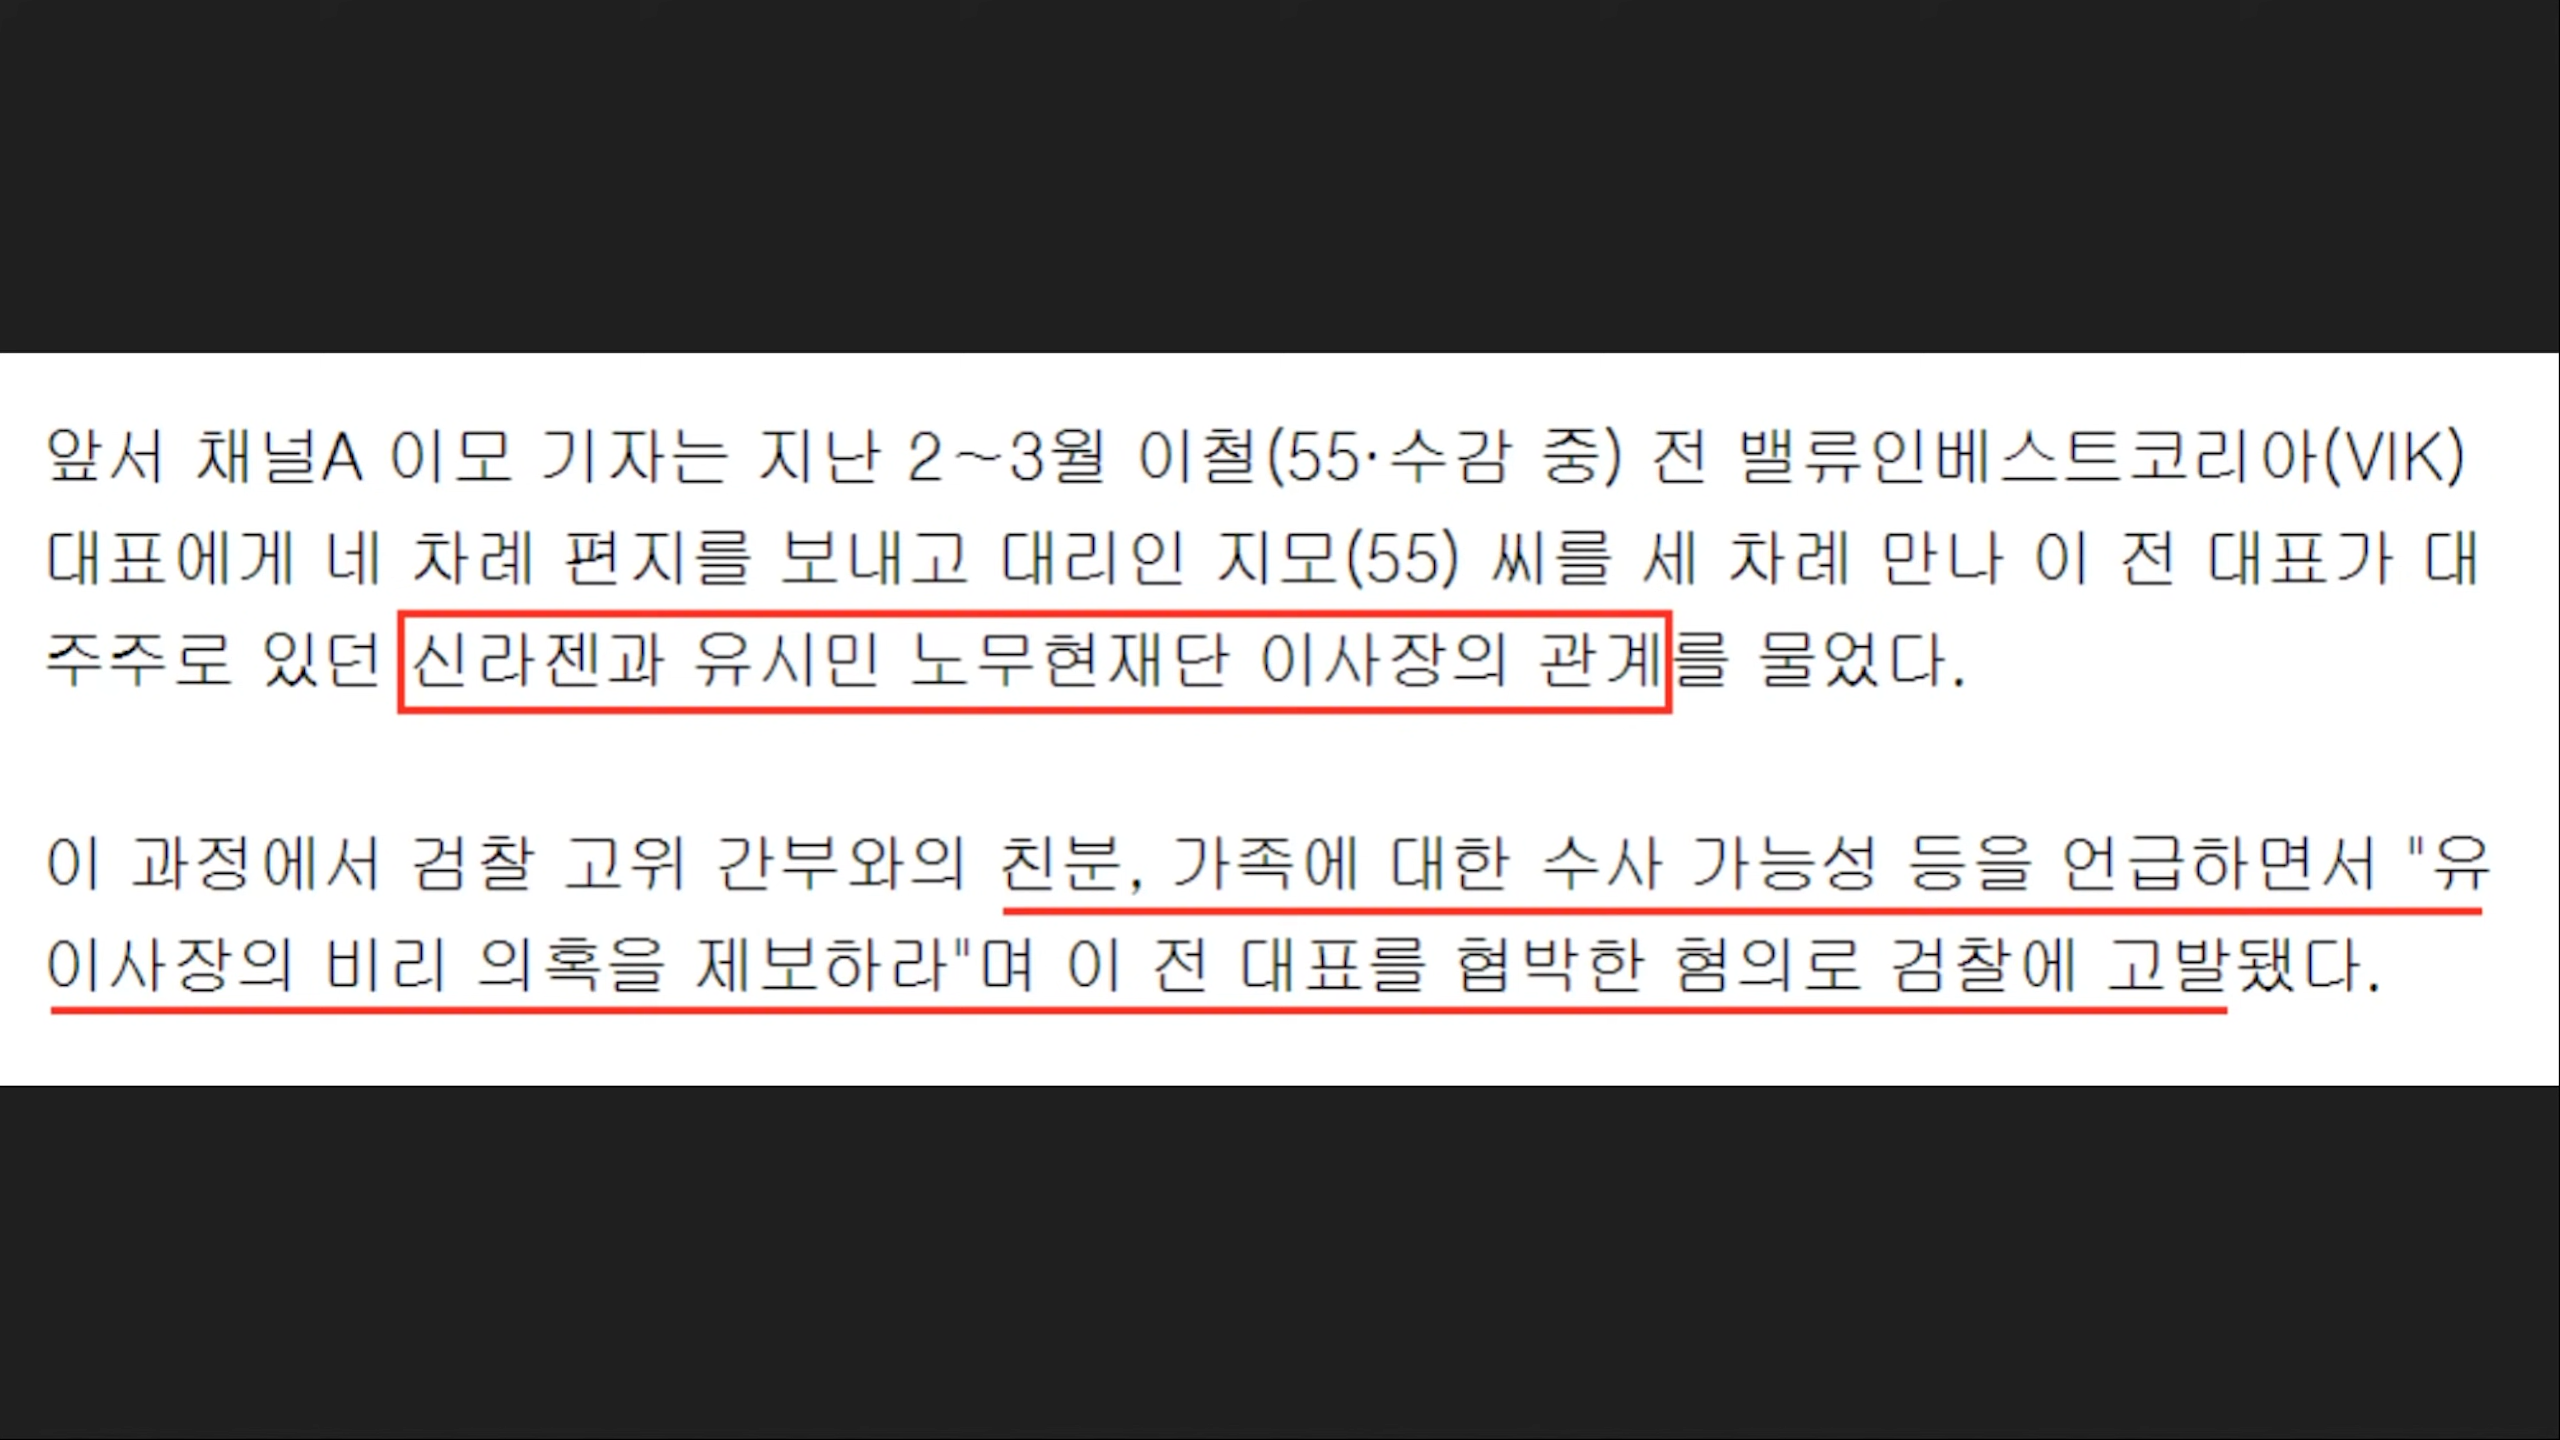 앞서 채널A 이모 기자는 지난 2~3월 이철(55·수감 중) 전 밸류인베스트코리아(VIK)
대표에게 네 차례 편지를 보내고 대리인 지모(55) 씨를 세 차례 만나 이 전 대표가 대
주주로 있던 신라젠과 유시민 노무현재단 이사장의 관계를 물었다.
이 과정에서 검찰 고위 간부와의 친분, 가족에 대한 수사 가능성 등을 언급하면서 "유
이사장의 비리 의혹을 제보하라"며 이 전 대표를 협박한 혐의로 검찰에 고발됐다.